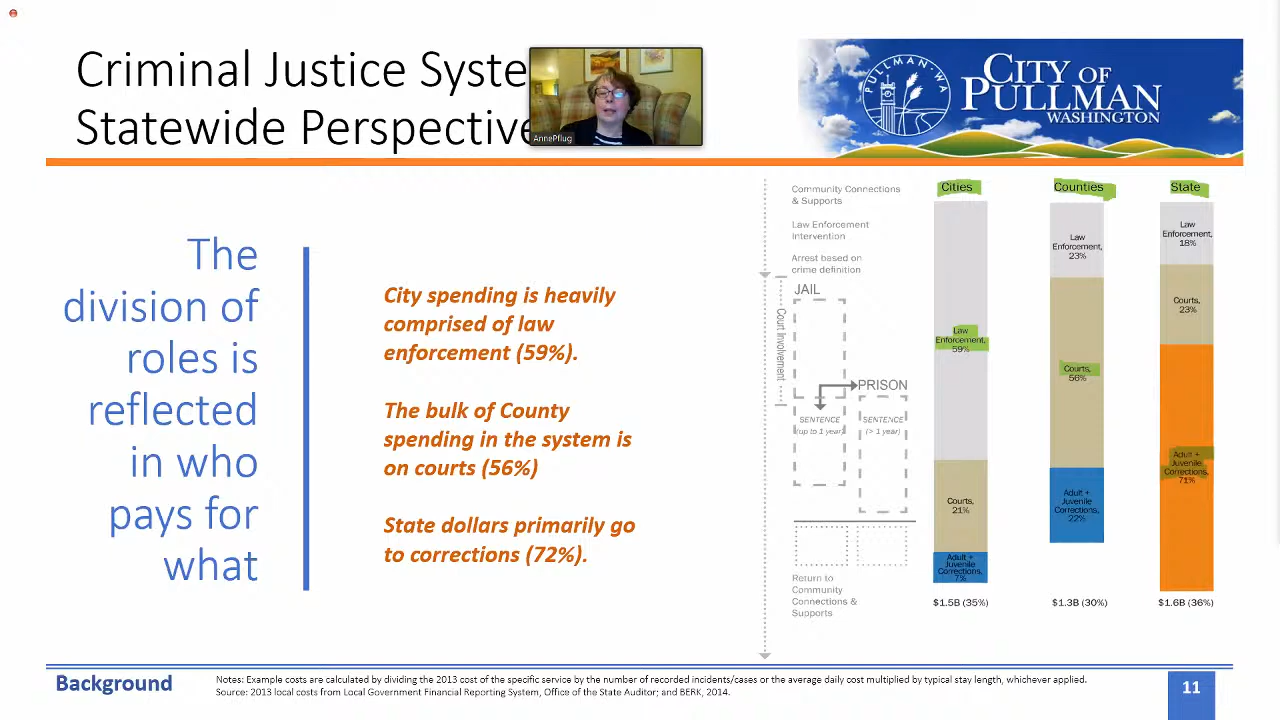 Criminal Justice Syste
Statewide Perspective
AnnePflug
PULLMAN·WA
CITY OF
PULLMAN
WASHINGTON
The
division of
roles is
reflected
in who
pays for
what
City spending is heavily
comprised of law
enforcement (59%).
The bulk of County
spending in the system is
on courts (56%)
State dollars primarily go
to corrections (72%).
Community Connections
& Supports
Law Enforcement
Intervention
Arrest based on
crime definition
JAIL
Court Involvement
PRISON
SENTENCE
(up to 1 year)
SENTENCE
(> 1 year)
Return to
Community
Connections &
Supports
Cities
Law
Enforcement,
59%
Courts,
21%
Adult +
Juvenile
Corrections,
7%
$1.5B (35%)
Counties
Law
Enforcement,
23%
Courts,
56%
Adult +
Juvenile
Corrections,
22%
$1.3B (30%)
State
Law
Enforcement,
18%
Courts,
23%
Adult +
Juvenile
Corrections,
71%
$1.6B (36%)
Background
Notes: Example costs are calculated by dividing the 2013 cost of the specific service by the number of recorded incidents/cases or the average daily cost multiplied by typical stay length, whichever applied.
Source: 2013 local costs from Local Government Financial Reporting System, Office of the State Auditor; and BERK, 2014.
11